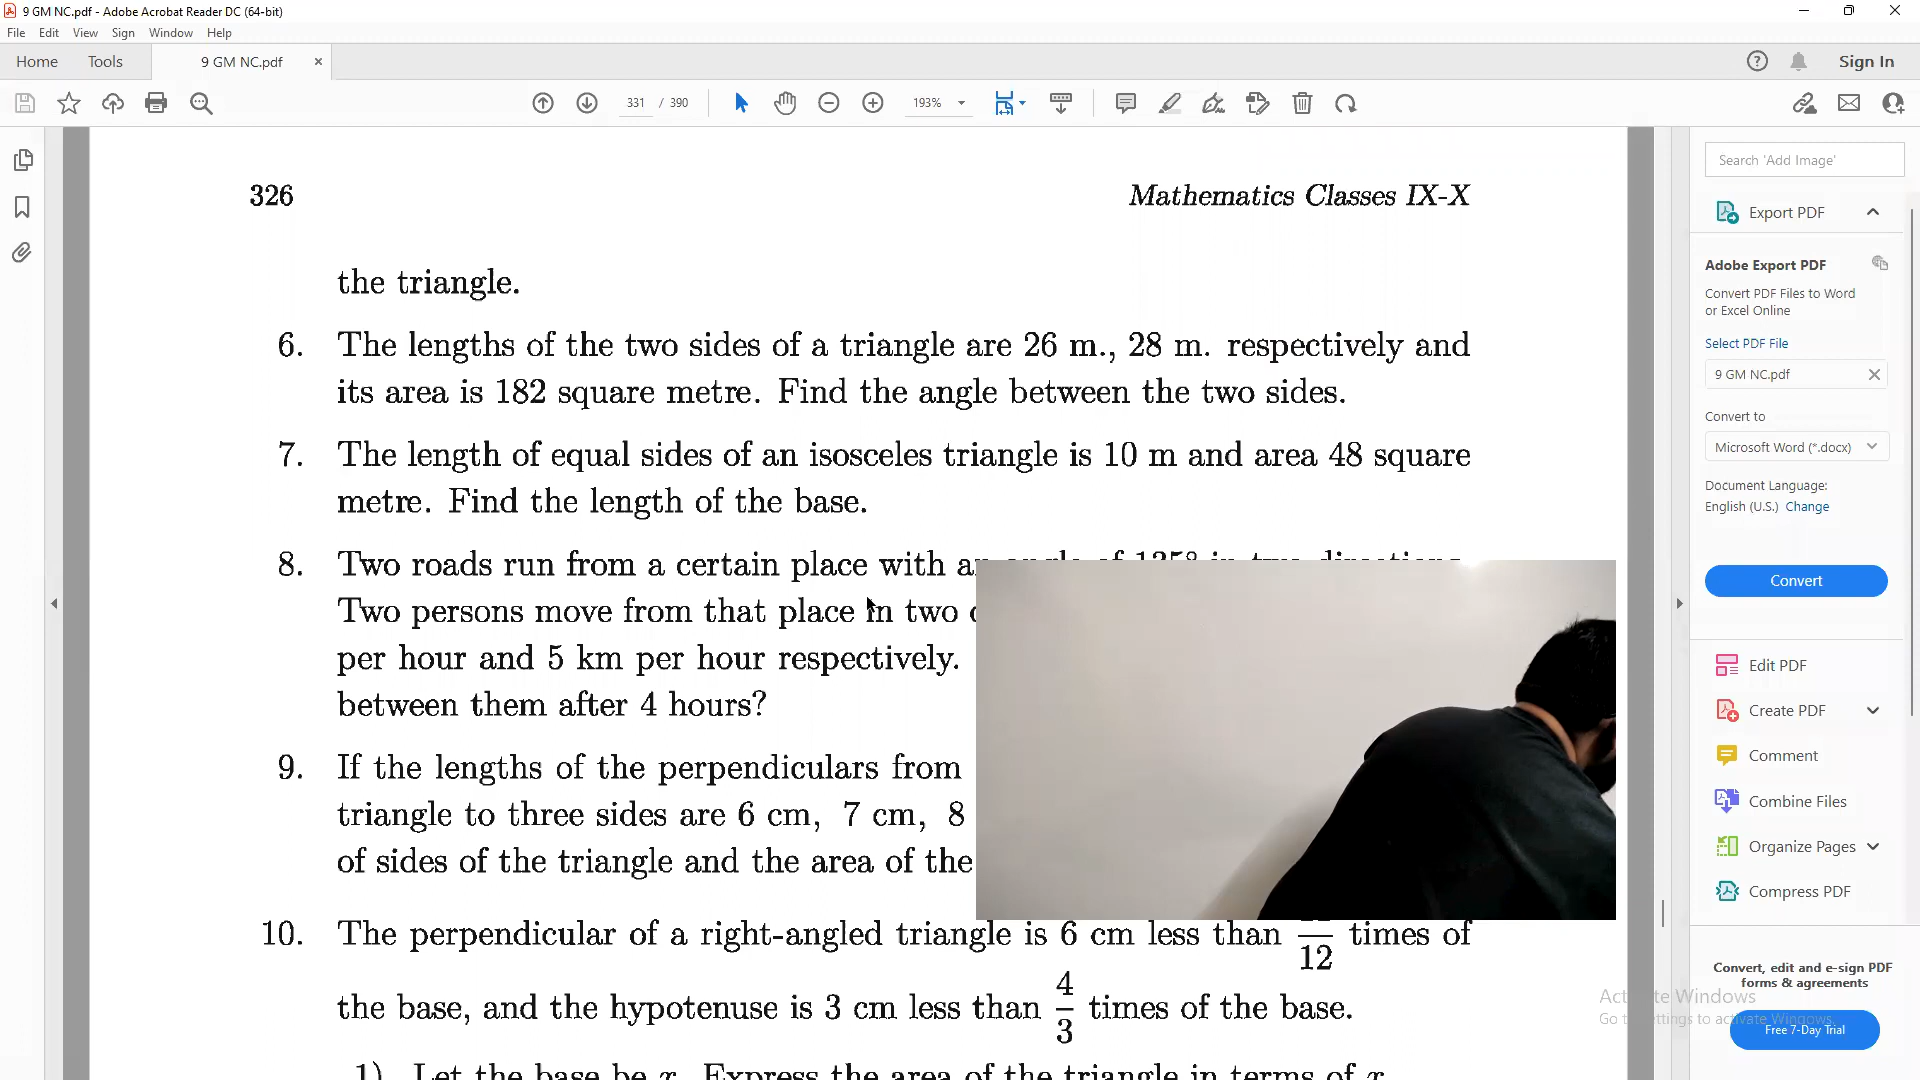 9 GM NC.pdf - Adobe Acrobat Reader DC (64-bit)
File Edit View Sign Window Help
Home Tools 9 GM NC.pdf Sign In
331 / 390 193%
326 Mathematics Classes IX-X
the triangle.
6. The lengths of the two sides of a triangle are 26 m., 28 m. respectively and
its area is 182 square metre. Find the angle between the two sides.
7. The length of equal sides of an isosceles triangle is 10 m and area 48 square
metre. Find the length of the base.
8. Two roads run from a certain place with an angle of 135° in two directions.
Two persons move from that place in two
per hour and 5 km per hour respectively.
between them after 4 hours?
9. If the lengths of the perpendiculars from
triangle to three sides are 6 cm, 7 cm, 8
of sides of the triangle and the area of the
10. The perpendicular of a right-angled triangle is 6 cm less than /12 times of
the base, and the hypotenuse is 3 cm less than 4/3 times of the base.
1) Let the base be x. Express the area of the triangle in terms of x
Search 'Add Image'
Export PDF
Adobe Export PDF
Convert PDF Files to Word
or Excel Online
Select PDF File
9 GM NC.pdf
Convert to
Microsoft Word (*.docx)
Document Language:
English (U.S.) Change
Convert
Edit PDF
Create PDF
Comment
Combine Files
Organize Pages
Compress PDF
Convert, edit and e-sign PDF
forms & agreements
Activate Windows
Go to Settings to activate Windows.
Free 7-Day Trial